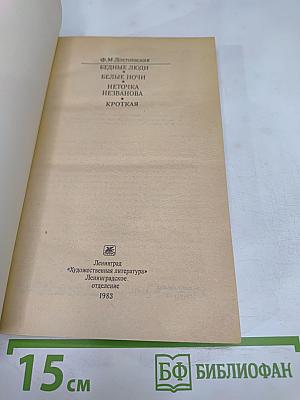 Ф.М.Достоевский
БЕДНЫЕ ЛЮДИ
БЕЛЫЕ НОЧИ
НЕТОЧКА
НЕЗВАНОВА
КРОТКАЯ
Ленинград
«Художественная литература»
Ленинградское
отделение
1983
15 см
БФ БИБЛИОФАН